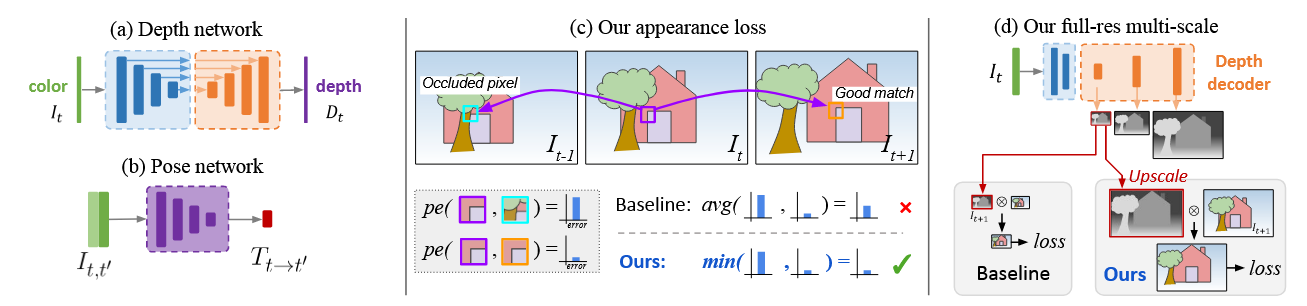 (a) Depth network
color
I_t
depth
D_t
(b) Pose network
I_{t,t'}
T_{t→t'}
(c) Our appearance loss
Occluded pixel
Good match
I_{t-1}
I_t
I_{t+1}
pe( , ) =
error
pe( , ) =
error
Baseline: avg( , ) = ×
Ours: min( , ) = ✓
(d) Our full-res multi-scale
I_t
Depth
decoder
Upscale
⊗
I_{t+1}
loss
Baseline
⊗
I_{t+1}
Ours
loss